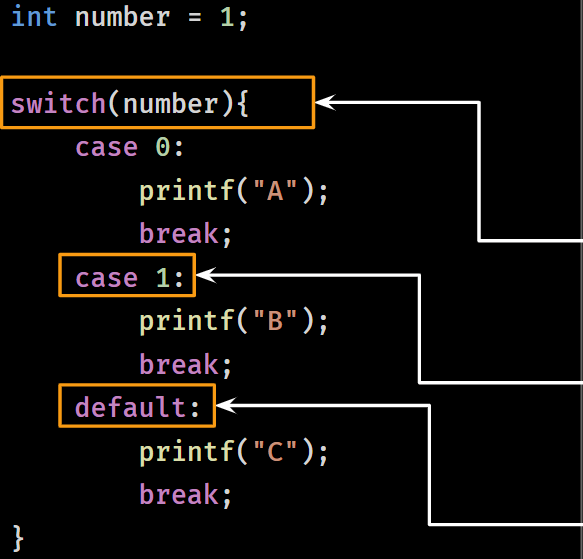 int number = 1;
switch(number){
case 0:
printf("A");
break;
case 1:
printf("B");
break;
default:
printf("C");
break;
}